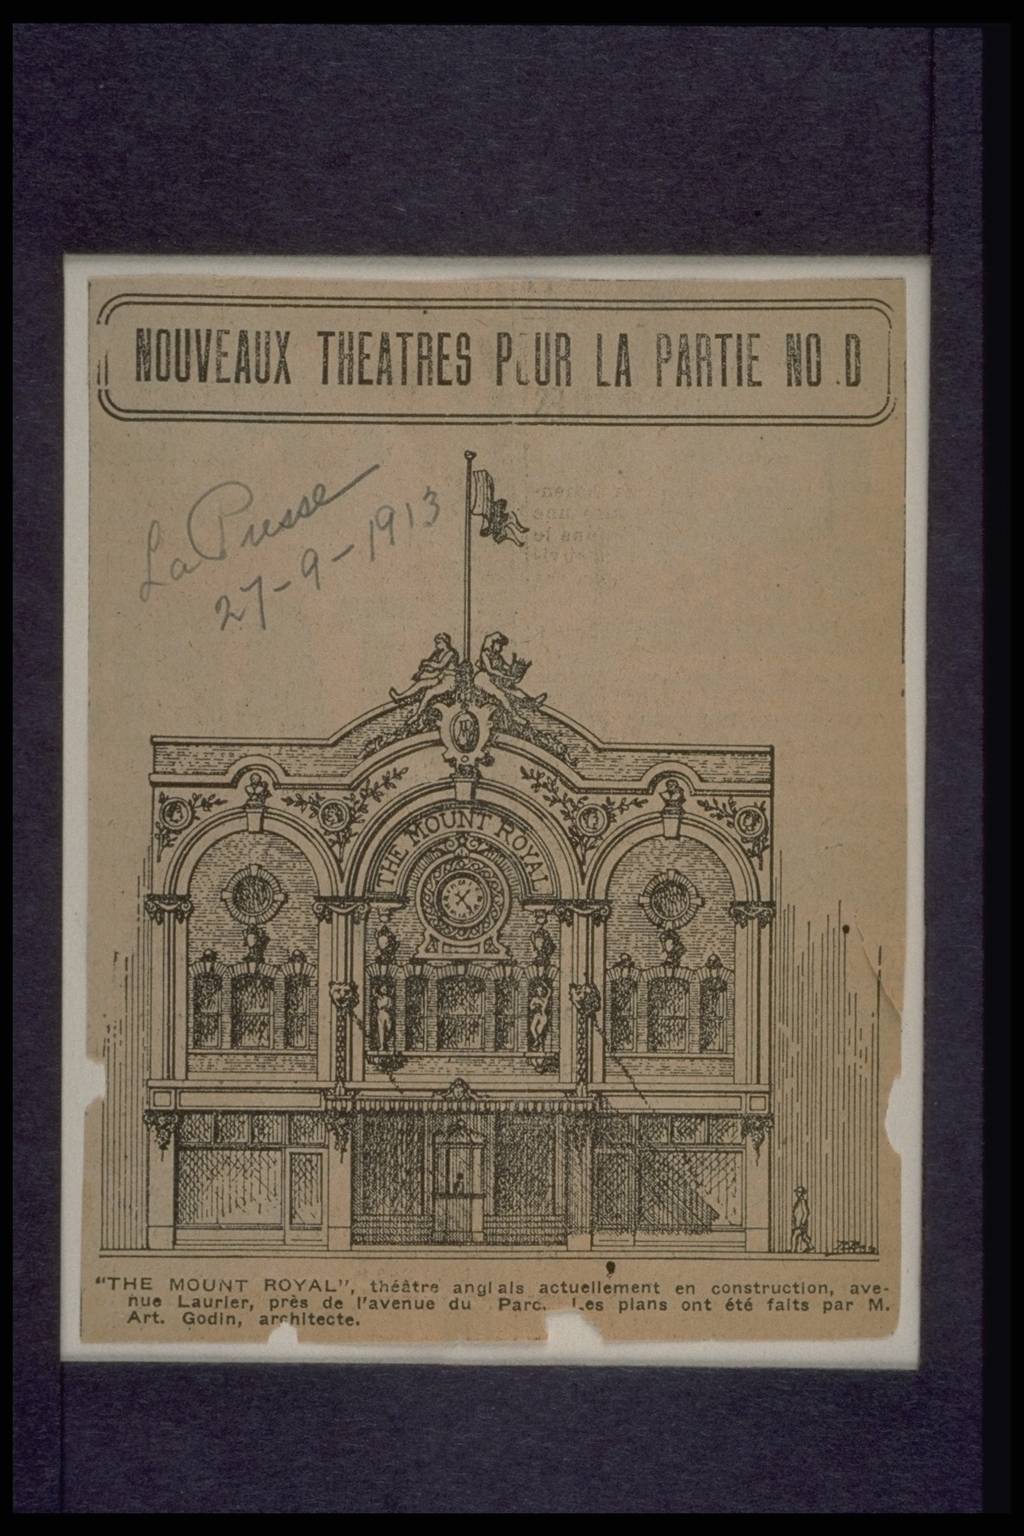 NOUVEAUX THEATRES POUR LA PARTIE NORD
La Presse
27-9-1913
THE MOUNT ROYAL
"THE MOUNT ROYAL", théâtre anglais actuellement en construction, ave-
nue Laurier, près de l'avenue du Parc. Les plans ont été faits par M.
Art. Godin, architecte.